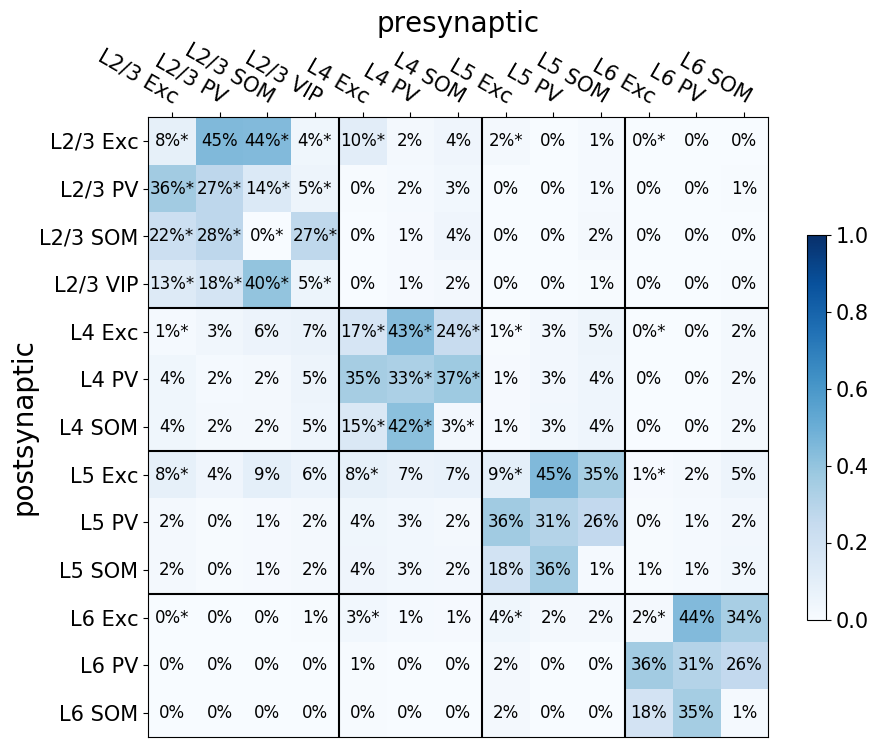 presynaptic
L2/3 Exc L2/3 PV L2/3 SOM L2/3 VIP L4 Exc L4 PV L4 SOM L5 Exc L5 PV L5 SOM L6 Exc L6 PV L6 SOM
L2/3 Exc 8%* 45% 44%* 4%* 10%* 2% 4% 2%* 0% 1% 0%* 0% 0%
L2/3 PV 36%* 27%* 14%* 5%* 0% 2% 3% 0% 0% 1% 0% 0% 1%
L2/3 SOM 22%* 28%* 0%* 27%* 0% 1% 4% 0% 0% 2% 0% 0% 0%
L2/3 VIP 13%* 18%* 40%* 5%* 0% 1% 2% 0% 0% 1% 0% 0% 0%
L4 Exc 1%* 3% 6% 7% 17%* 43%* 24%* 1%* 3% 5% 0%* 0% 2%
L4 PV 4% 2% 2% 5% 35% 33%* 37%* 1% 3% 4% 0% 0% 2%
L4 SOM 4% 2% 2% 5% 15%* 42%* 3%* 1% 3% 4% 0% 0% 2%
L5 Exc 8%* 4% 9% 6% 8%* 7% 7% 9%* 45% 35% 1%* 2% 5%
L5 PV 2% 0% 1% 2% 4% 3% 2% 36% 31% 26% 0% 1% 2%
L5 SOM 2% 0% 1% 2% 4% 3% 2% 18% 36% 1% 1% 1% 3%
L6 Exc 0%* 0% 0% 1% 3%* 1% 1% 4%* 2% 2% 2%* 44% 34%
L6 PV 0% 0% 0% 0% 1% 0% 0% 2% 0% 0% 36% 31% 26%
L6 SOM 0% 0% 0% 0% 0% 0% 0% 2% 0% 0% 18% 35% 1%
postsynaptic
1.0
0.8
0.6
0.4
0.2
0.0